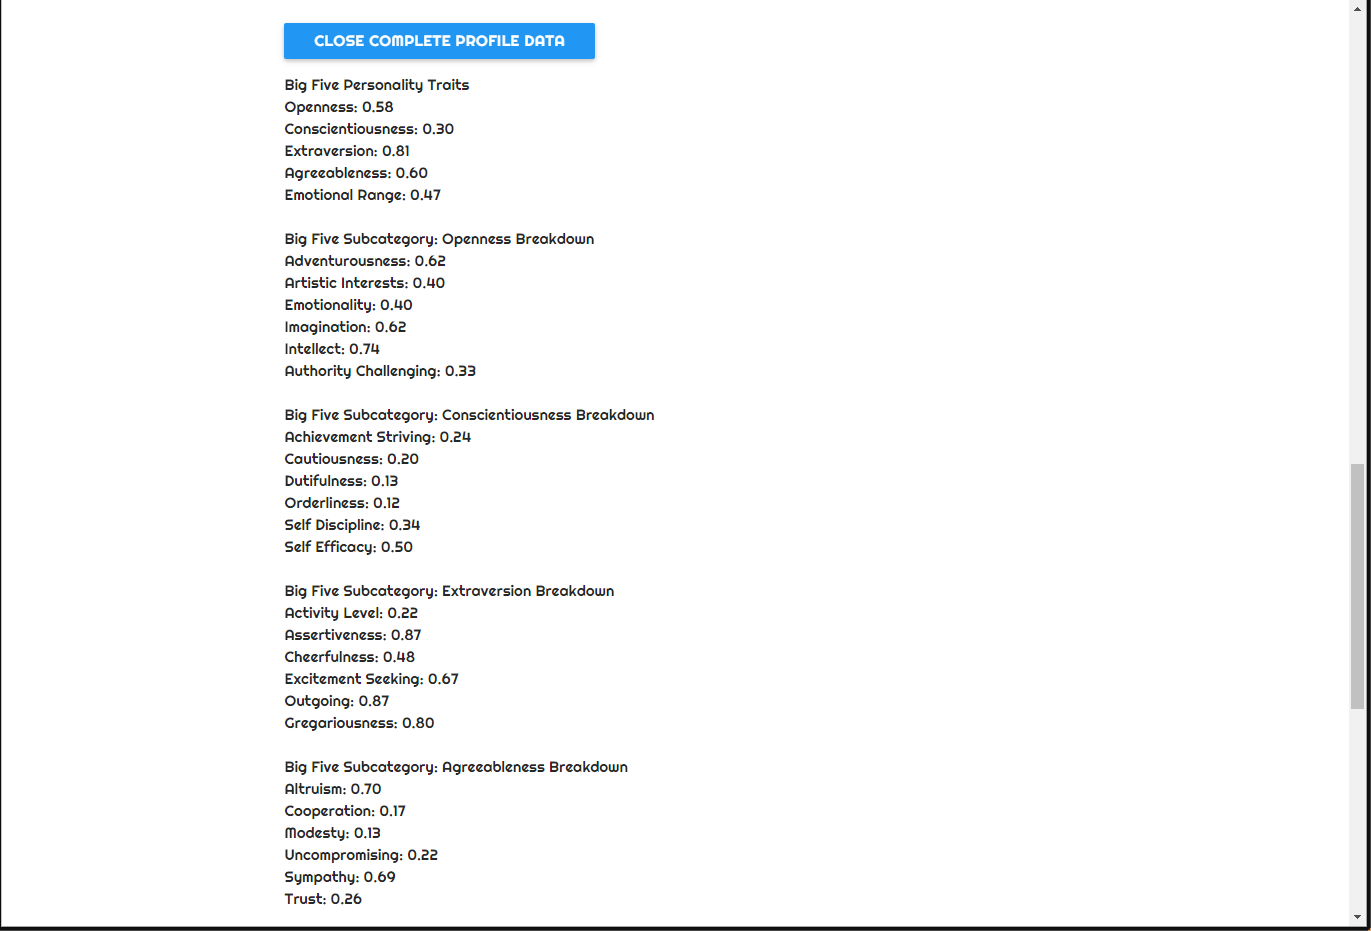 CLOSE COMPLETE PROFILE DATA
Big Five Personality Traits
Openness: 0.58
Conscientiousness: 0.30
Extraversion: 0.81
Agreeableness: 0.60
Emotional Range: 0.47
Big Five Subcategory: Openness Breakdown
Adventurousness: 0.62
Artistic Interests: 0.40
Emotionality: 0.40
Imagination: 0.62
Intellect: 0.74
Authority Challenging: 0.33
Big Five Subcategory: Conscientiousness Breakdown
Achievement Striving: 0.24
Cautiousness: 0.20
Dutifulness: 0.13
Orderliness: 0.12
Self Discipline: 0.34
Self Efficacy: 0.50
Big Five Subcategory: Extraversion Breakdown
Activity Level: 0.22
Assertiveness: 0.87
Cheerfulness: 0.48
Excitement Seeking: 0.67
Outgoing: 0.87
Gregariousness: 0.80
Big Five Subcategory: Agreeableness Breakdown
Altruism: 0.70
Cooperation: 0.17
Modesty: 0.13
Uncompromising: 0.22
Sympathy: 0.69
Trust: 0.26